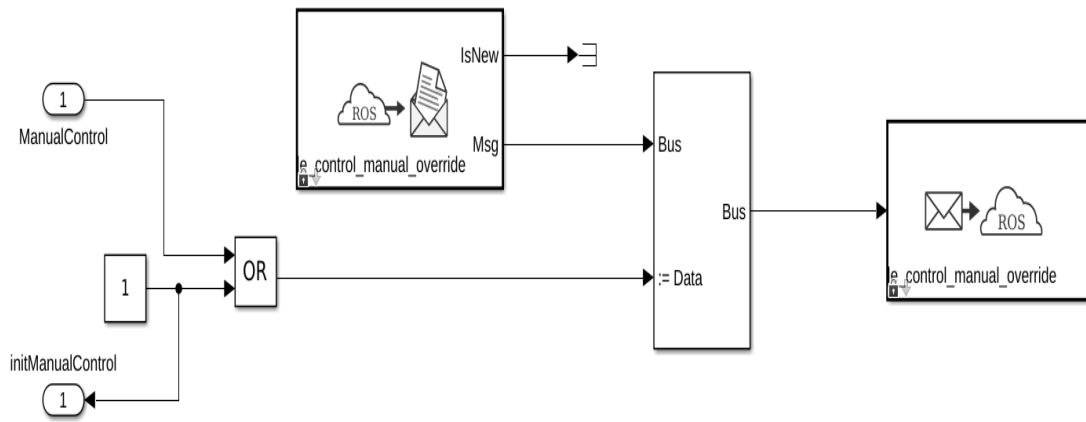 IsNew
1
ROS
ManualControl
Msg
Bus
e_control_manual_override
Bus
ROS
OR
:= Data
e_control_manual_override
1
initManualControl
1